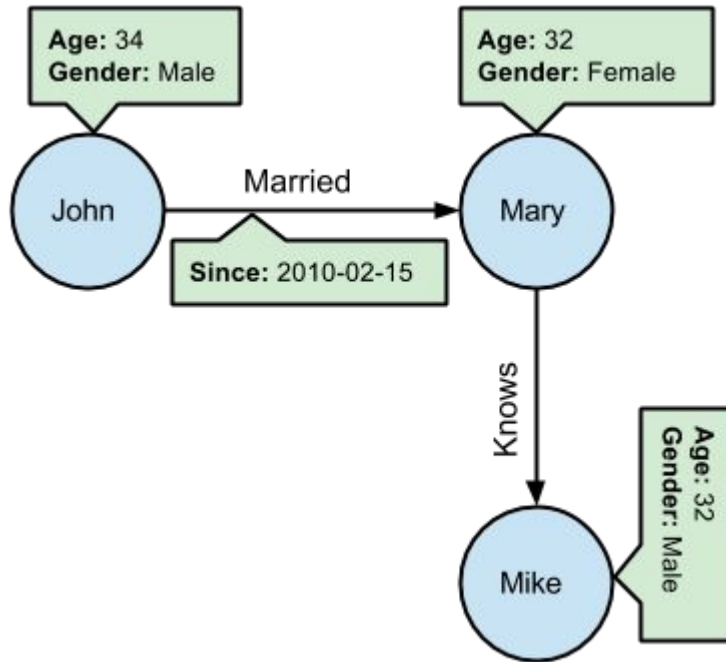 Age: 34
Gender: Male
Age: 32
Gender: Female
John
Married
Mary
Since: 2010-02-15
Knows
Age: 32
Gender: Male
Mike